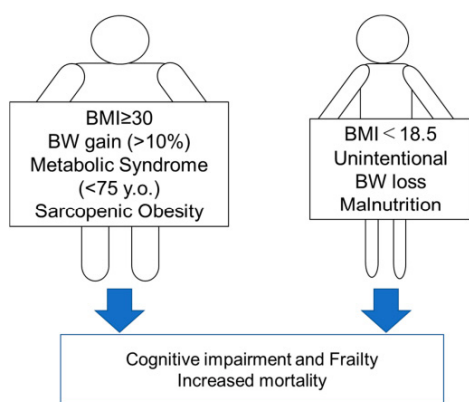 BMI≥30
BW gain (>10%)
Metabolic Syndrome
(<75 y.o.)
Sarcopenic Obesity
BMI＜18.5
Unintentional
BW loss
Malnutrition
Cognitive impairment and Frailty
Increased mortality